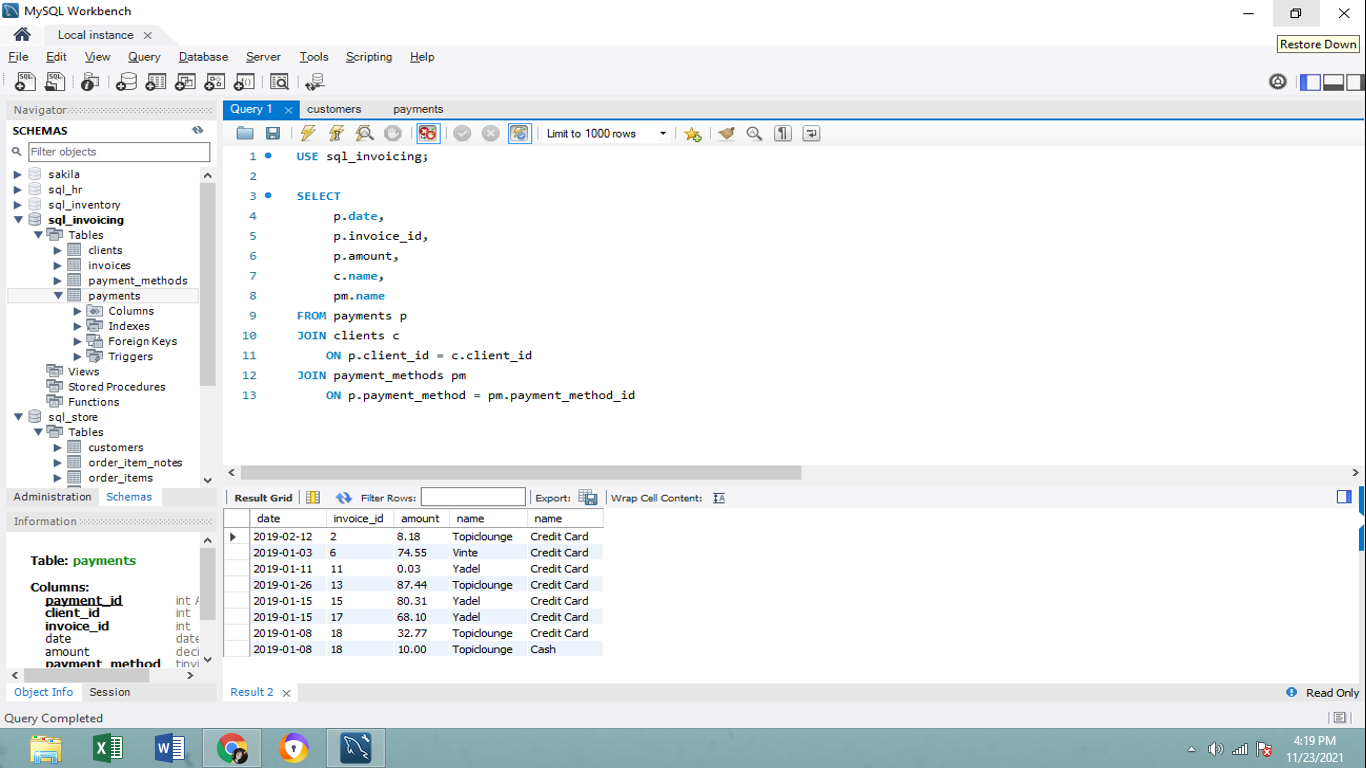 MySQL Workbench
Local instance
Restore Down
File Edit View Query Database Server Tools Scripting Help
Navigator
SCHEMAS
Filter objects
sakila
sql_hr
sql_inventory
sql_invoicing
Tables
clients
invoices
payment_methods
payments
Columns
Indexes
Foreign Keys
Triggers
Views
Stored Procedures
Functions
sql_store
Tables
customers
order_item_notes
order_items
Administration Schemas
Information
Table: payments
Columns:
payment_id int A
client_id int
invoice_id int
date date
amount deci
payment_method tinyi
Object Info Session
Query 1 customers payments
Limit to 1000 rows
1 USE sql_invoicing;
2
3 SELECT
4 p.date,
5 p.invoice_id,
6 p.amount,
7 c.name,
8 pm.name
9 FROM payments p
10 JOIN clients c
11 ON p.client_id = c.client_id
12 JOIN payment_methods pm
13 ON p.payment_method = pm.payment_method_id
Result Grid Filter Rows: Export: Wrap Cell Content:
date invoice_id amount name name
2019-02-12 2 8.18 Topiclounge Credit Card
2019-01-03 6 74.55 Vinte Credit Card
2019-01-11 11 0.03 Yadel Credit Card
2019-01-26 13 87.44 Topiclounge Credit Card
2019-01-15 15 80.31 Yadel Credit Card
2019-01-15 17 68.10 Yadel Credit Card
2019-01-08 18 32.77 Topiclounge Credit Card
2019-01-08 18 10.00 Topiclounge Cash
Result 2
Read Only
Query Completed
4:19 PM
11/23/2021